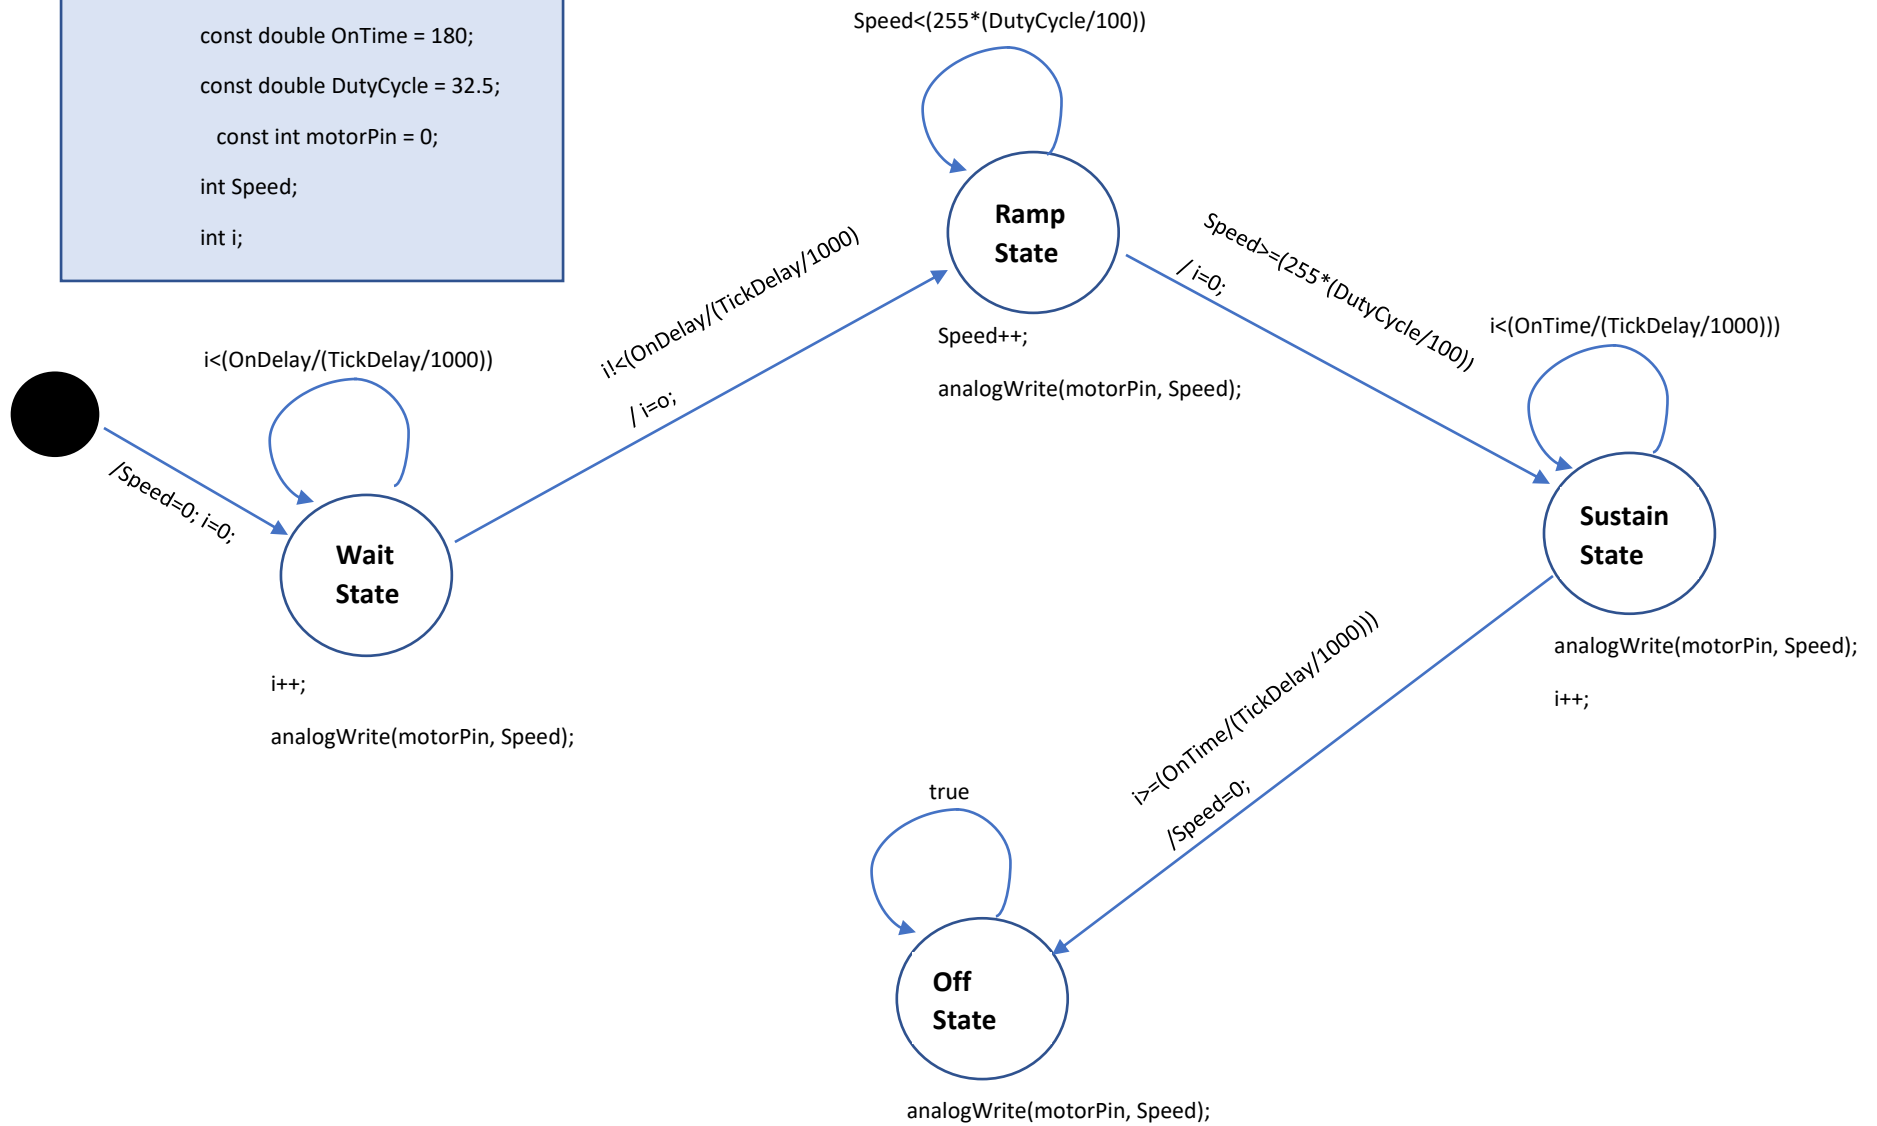 const double OnTime = 180;
const double DutyCycle = 32.5;
const int motorPin = 0;
int Speed;
int i;
Speed<(255*(DutyCycle/100))
Ramp
State
Speed++;
analogWrite(motorPin, Speed);
i<(OnDelay/(TickDelay/1000))
/Speed=0; i=0;
Wait
State
i++;
analogWrite(motorPin, Speed);
i!<(OnDelay/(TickDelay/1000)
/ i=o;
Speed>=(255*(DutyCycle/100))
/ i=0;
i<(OnTime/(TickDelay/1000)))
Sustain
State
analogWrite(motorPin, Speed);
i++;
i>=(OnTime/(TickDelay/1000)))
/Speed=0;
true
Off
State
analogWrite(motorPin, Speed);